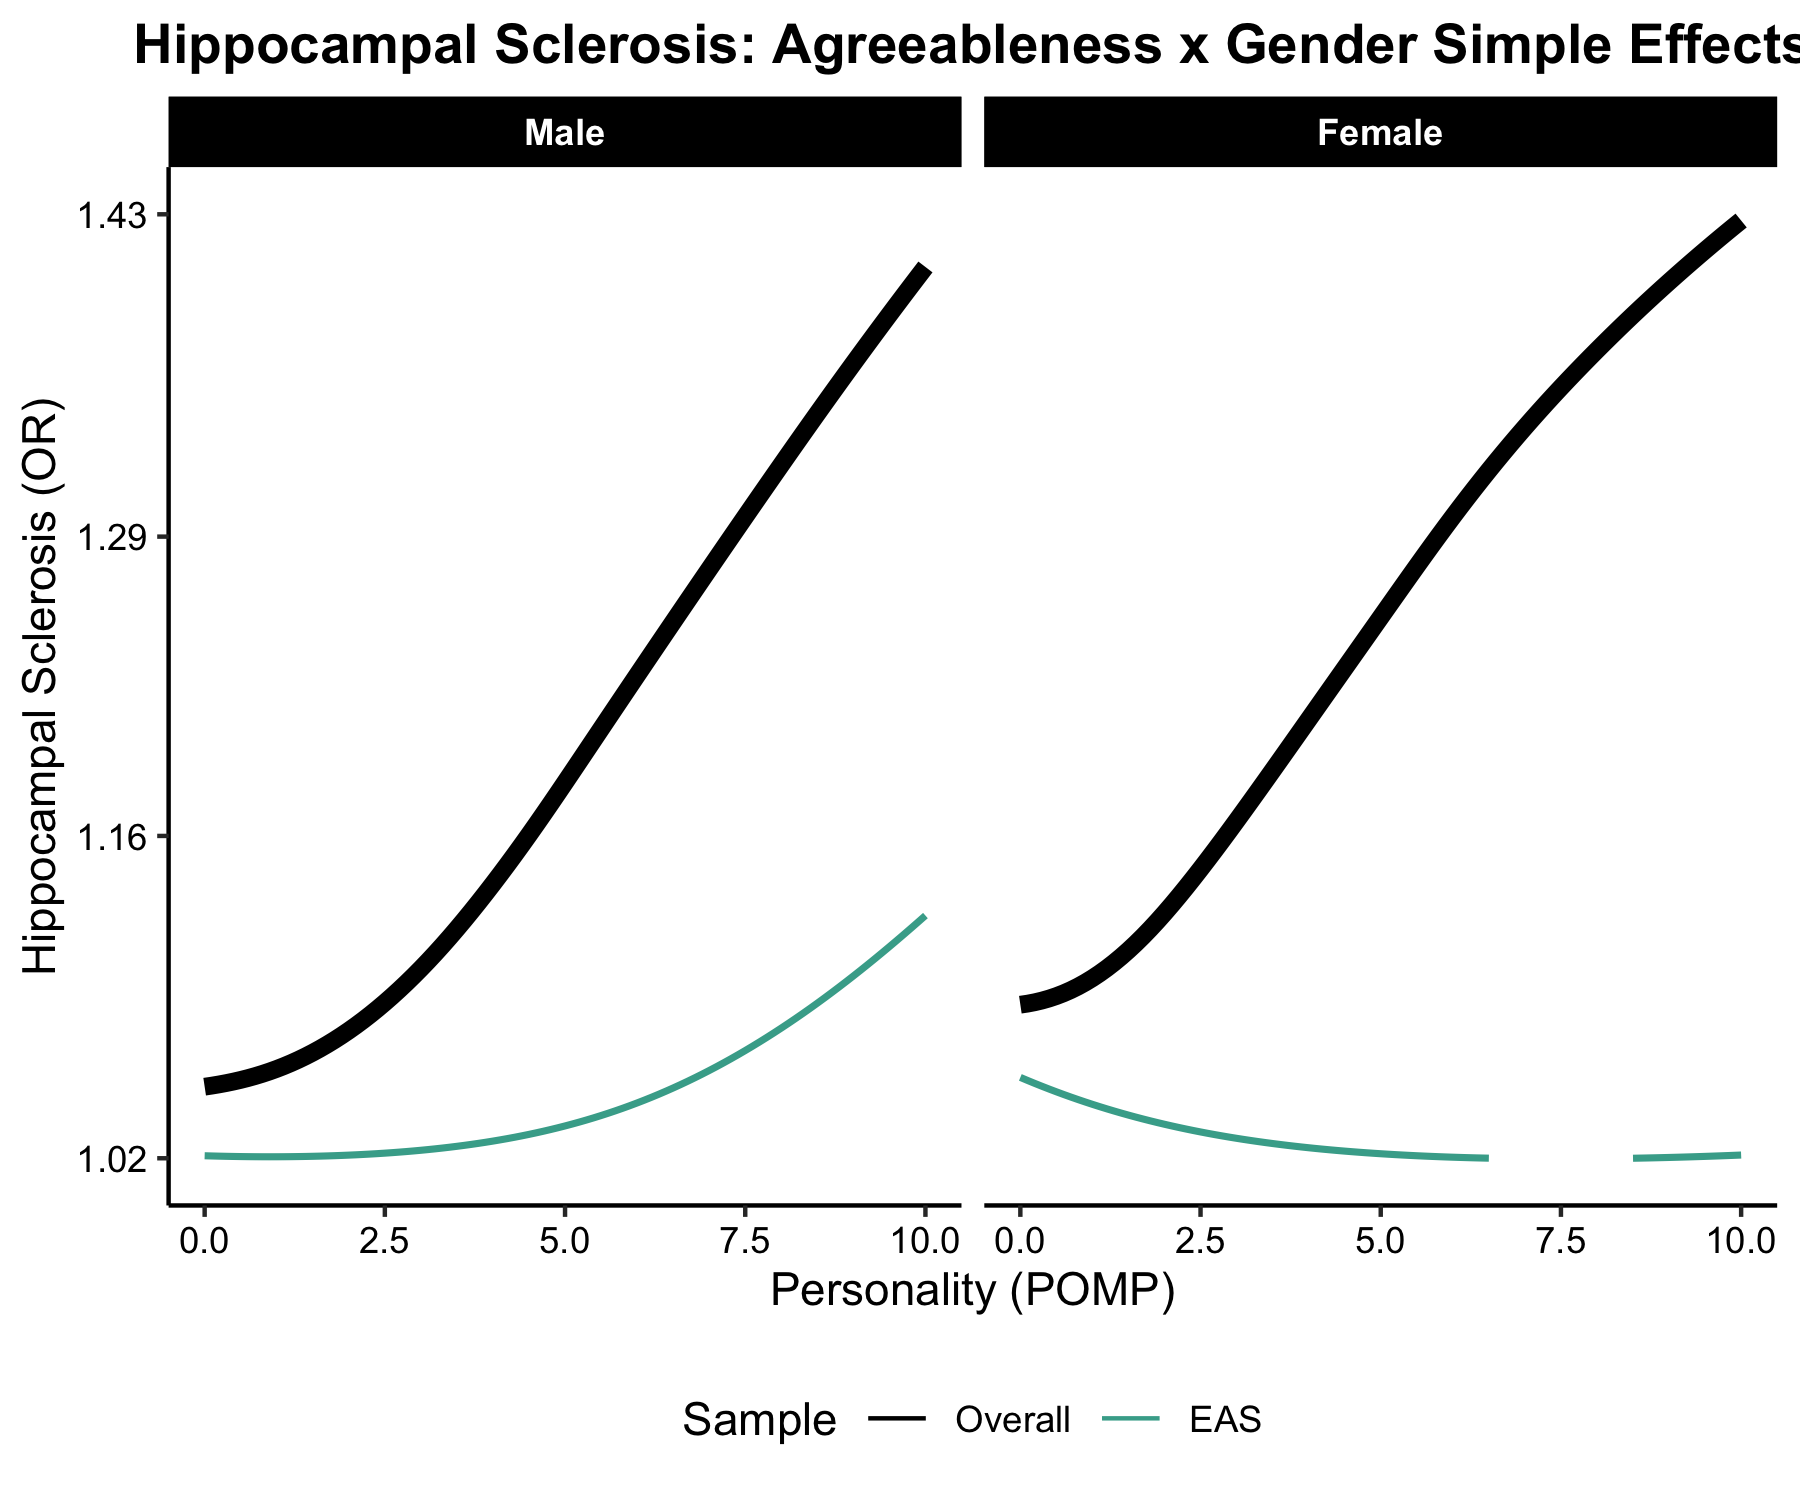 Hippocampal Sclerosis: Agreeableness x Gender Simple Effects
Male
Female
Hippocampal Sclerosis (OR)
1.43
1.29
1.16
1.02
0.0 2.5 5.0 7.5 10.0
0.0 2.5 5.0 7.5 10.0
Personality (POMP)
Sample Overall EAS